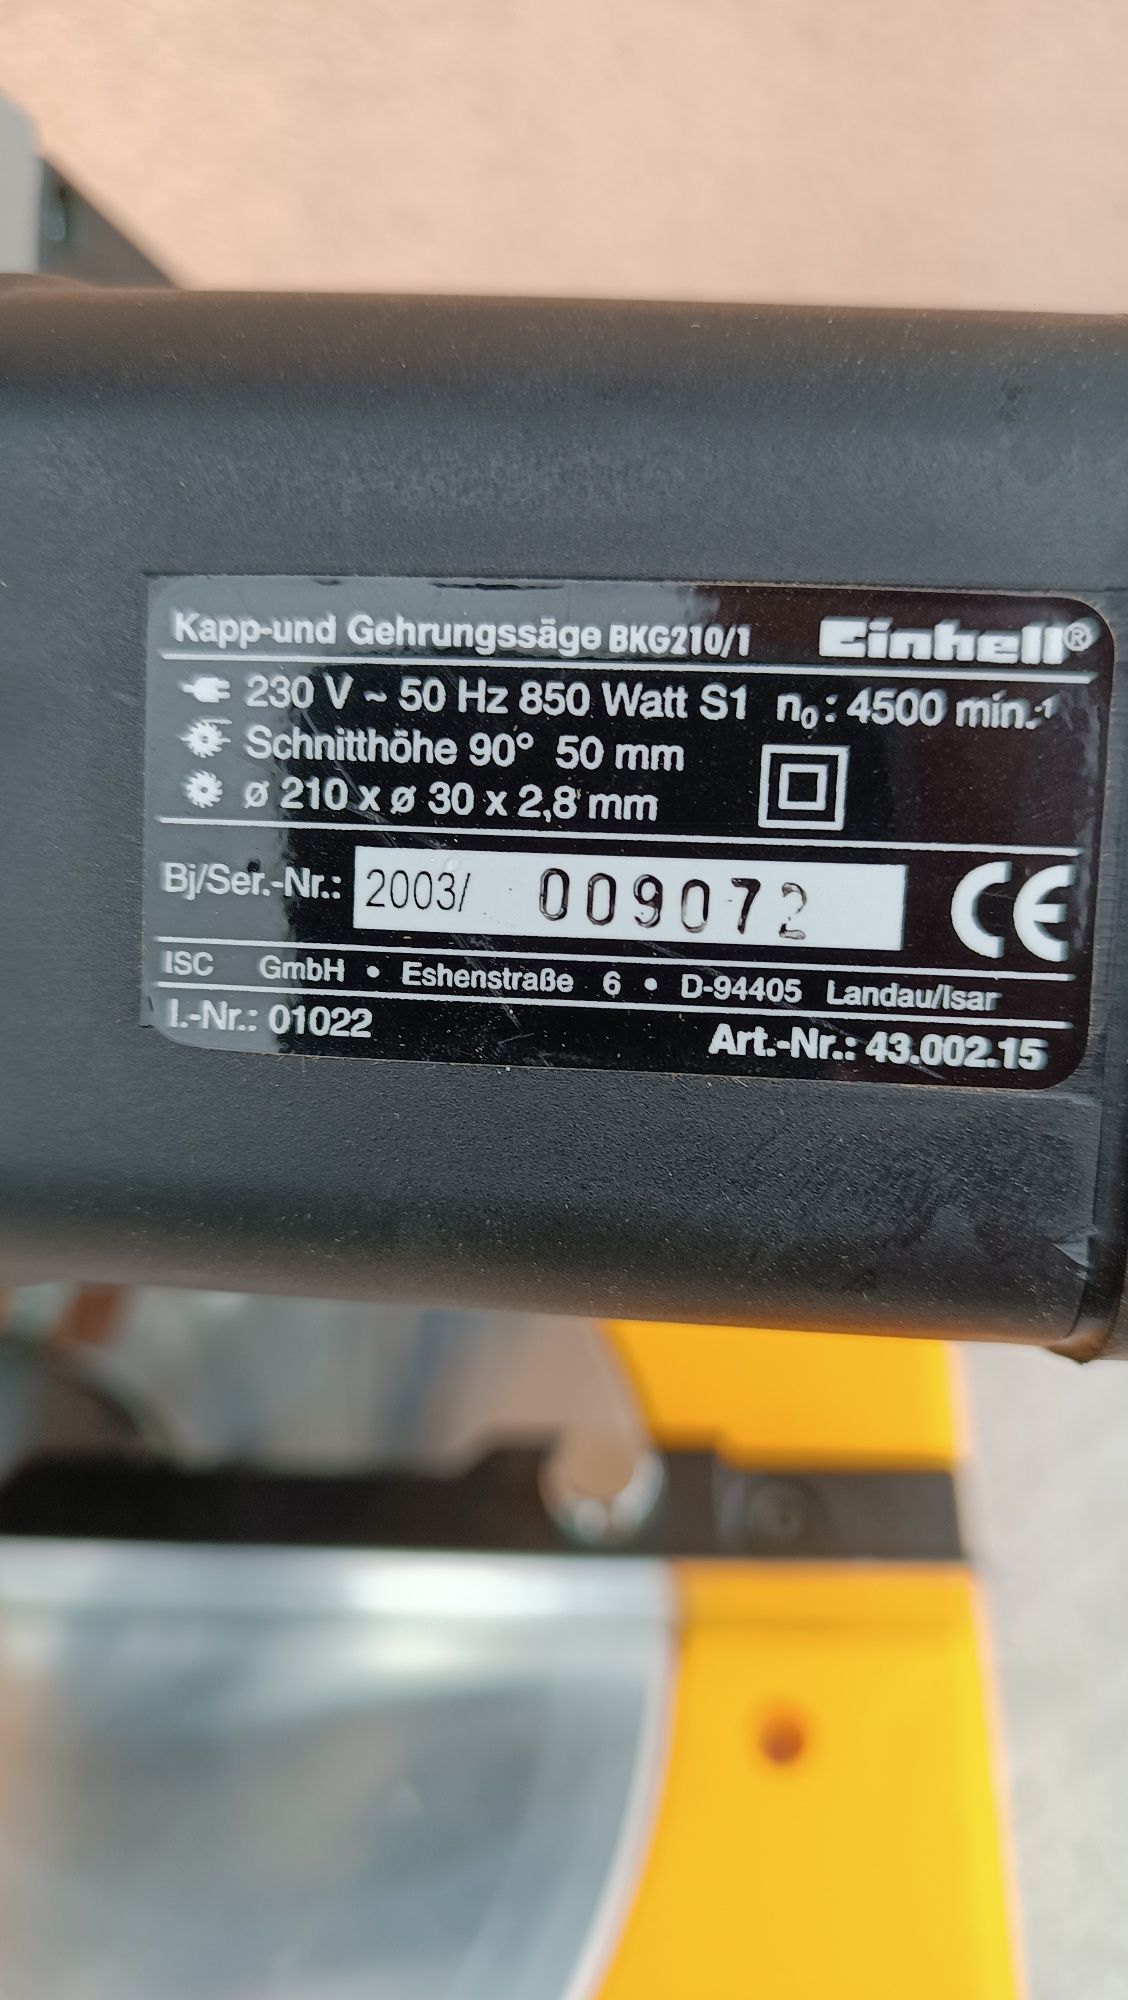 Kapp-und Gehrungssäge BKG210/1 Einhell®
230 V ~ 50 Hz 850 Watt S1 n₀: 4500 min.⁻¹
Schnitthöhe 90° 50 mm
ø 210 x ø 30 x 2,8 mm
Bj/Ser.-Nr.: 2003/ 009072 CE
ISC GmbH • Eshenstraße 6 • D-94405 Landau/Isar
I.-Nr.: 01022 Art.-Nr.: 43.002.15